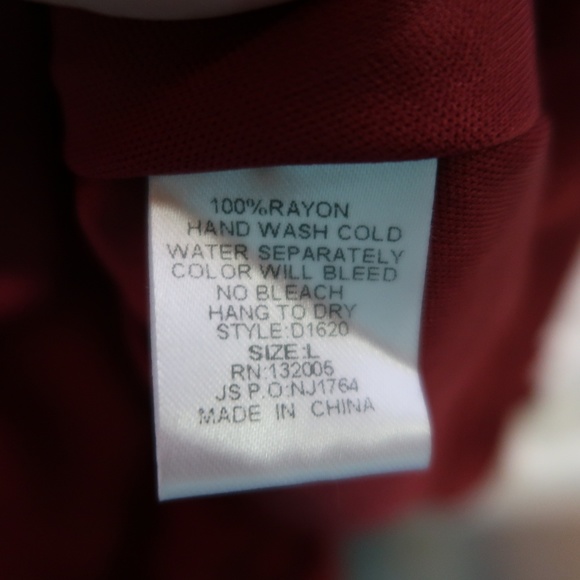 100%RAYON
HAND WASH COLD
WATER SEPARATELY
COLOR WILL BLEED
NO BLEACH
HANG TO DRY
STYLE:D1620
SIZE:L
RN:132005
JS P.O:NJ1764
MADE IN CHINA